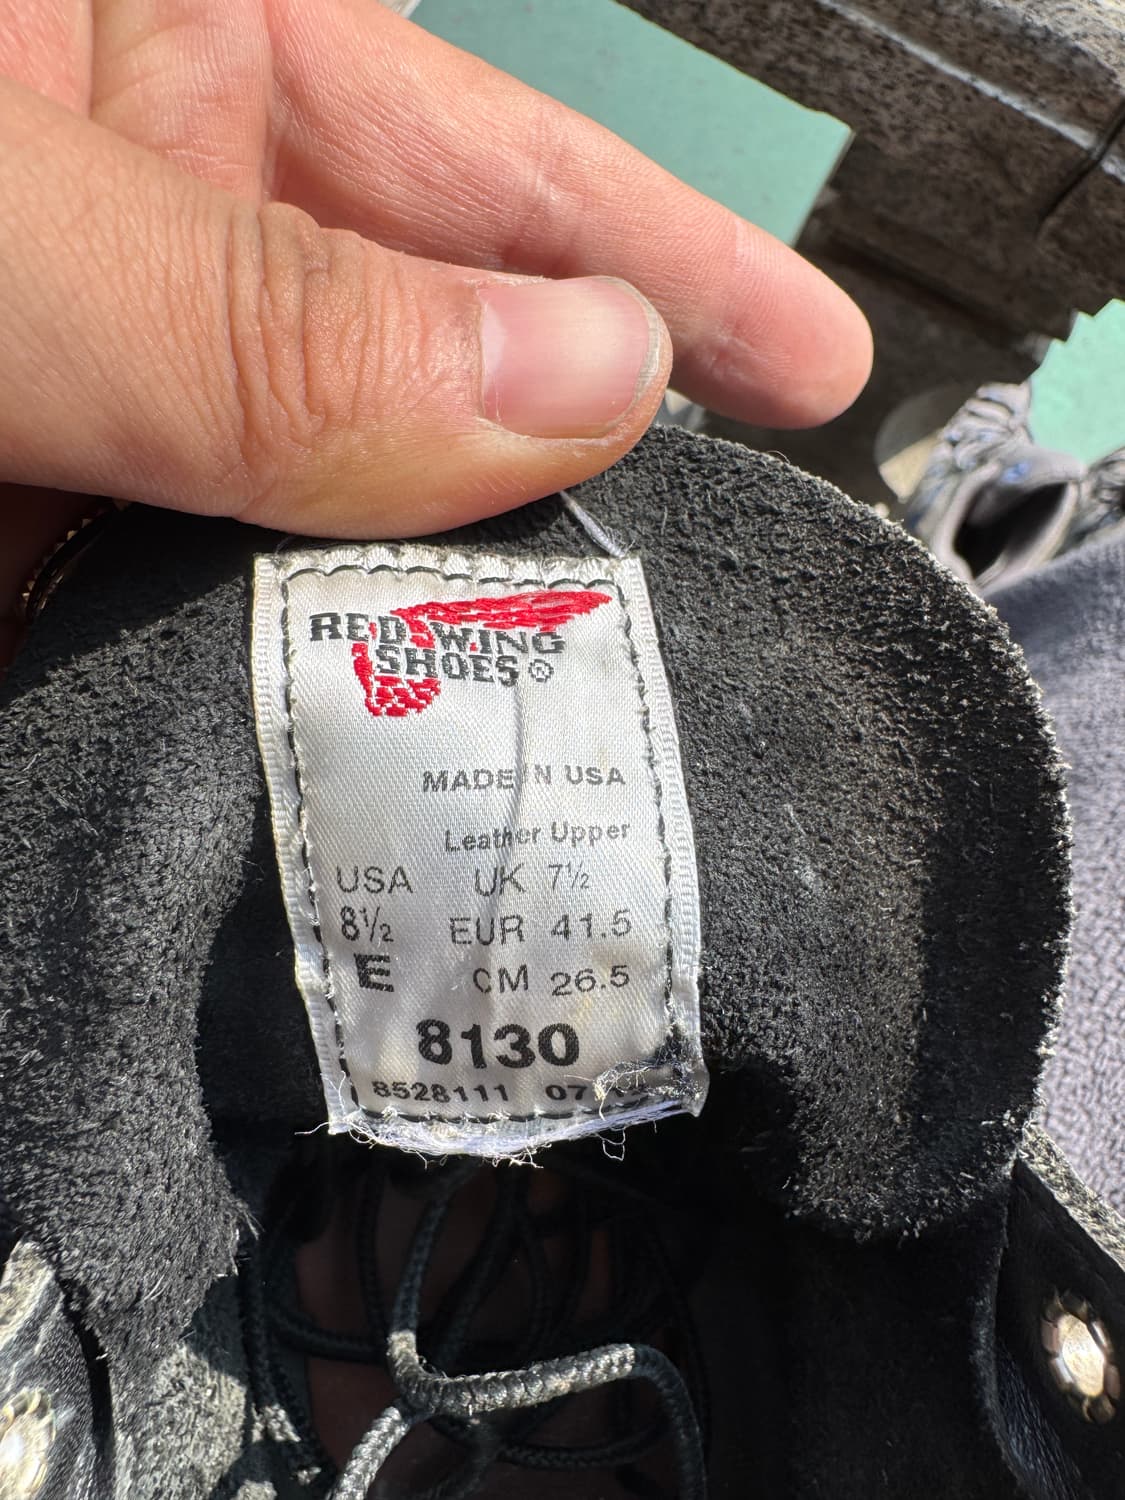 RED WING
SHOES®
MADE IN USA
Leather Upper
USA UK 7½
8½ EUR 41.5
E CM 26.5
8130
8528111 07